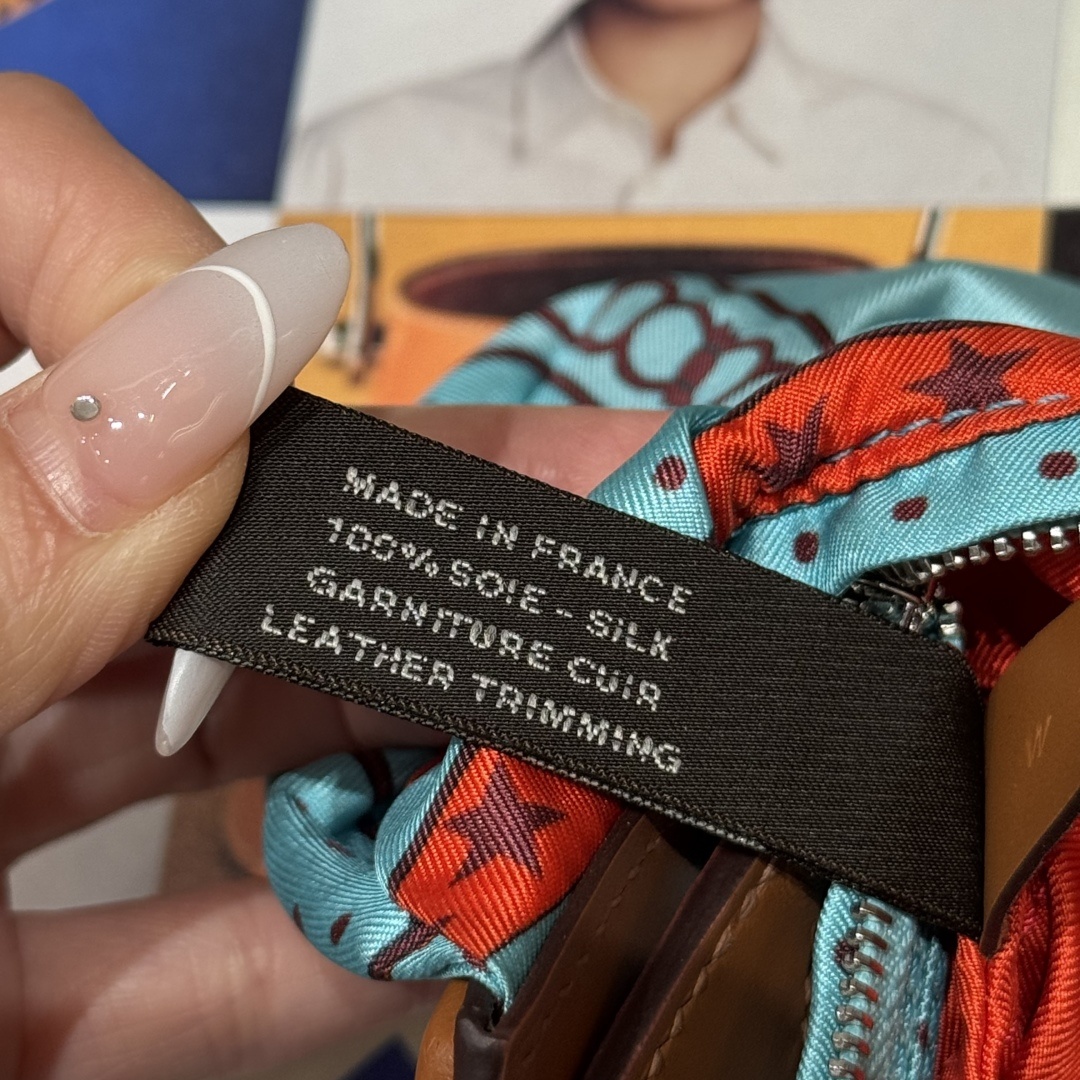 MADE IN FRANCE
100% SOIE - SILK
GARNITURE CUIR
LEATHER TRIMMING